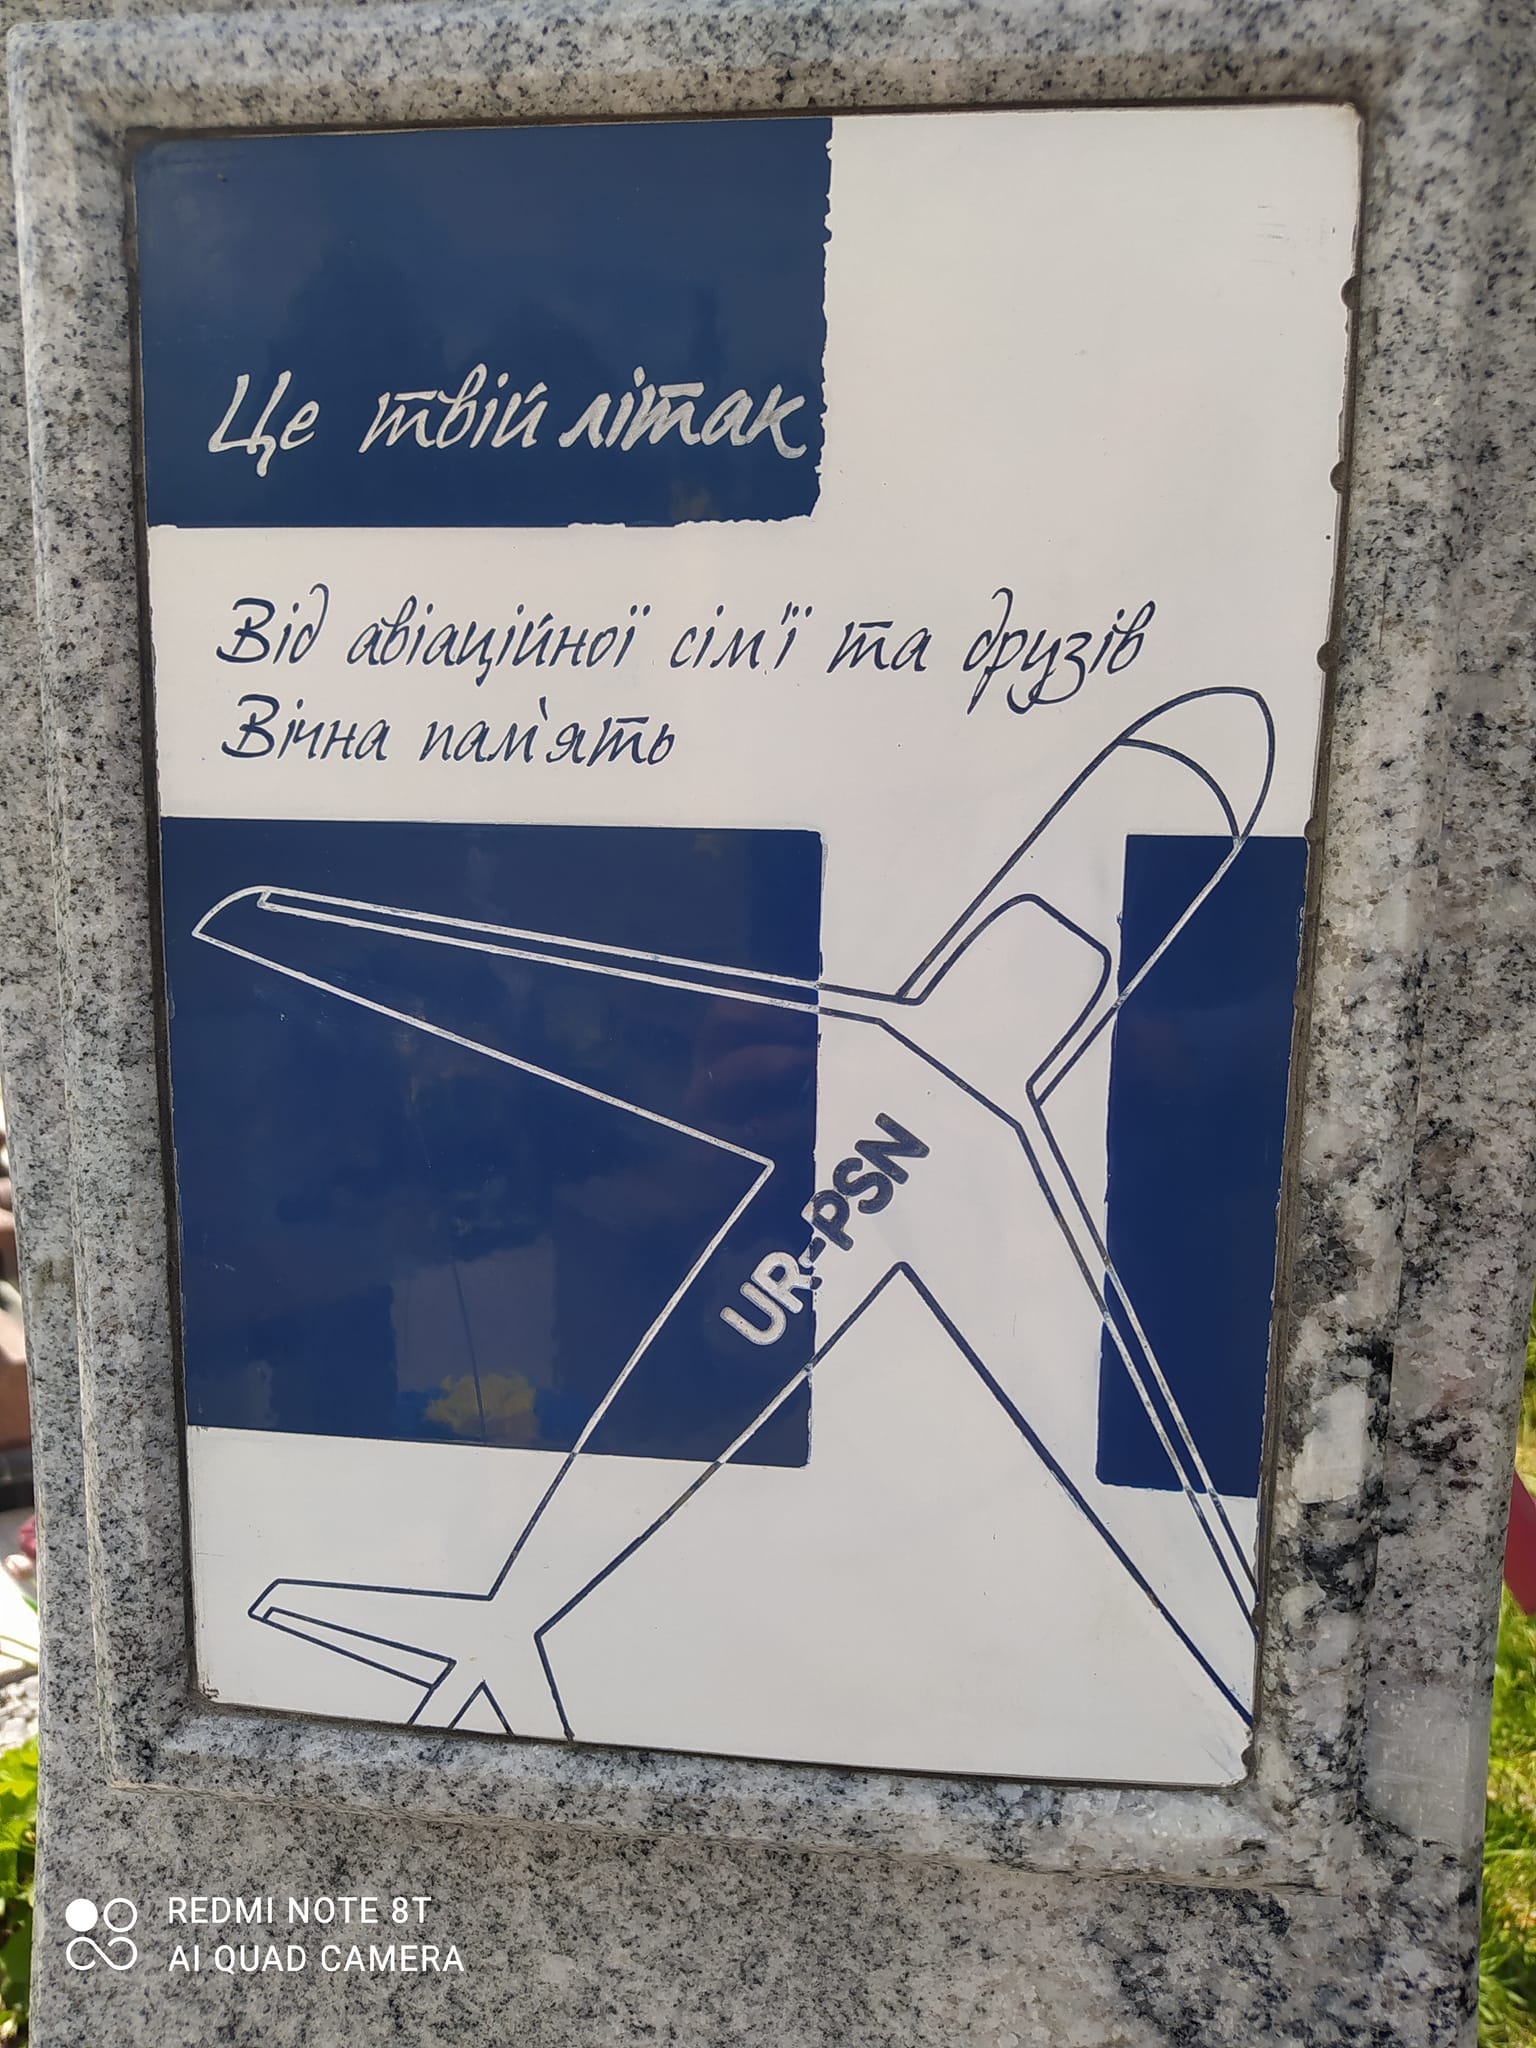 Це твій літак
Від авіаційної сім'ї та друзів
Вічна пам`ять
UR-PSN
REDMI NOTE 8T
AI QUAD CAMERA